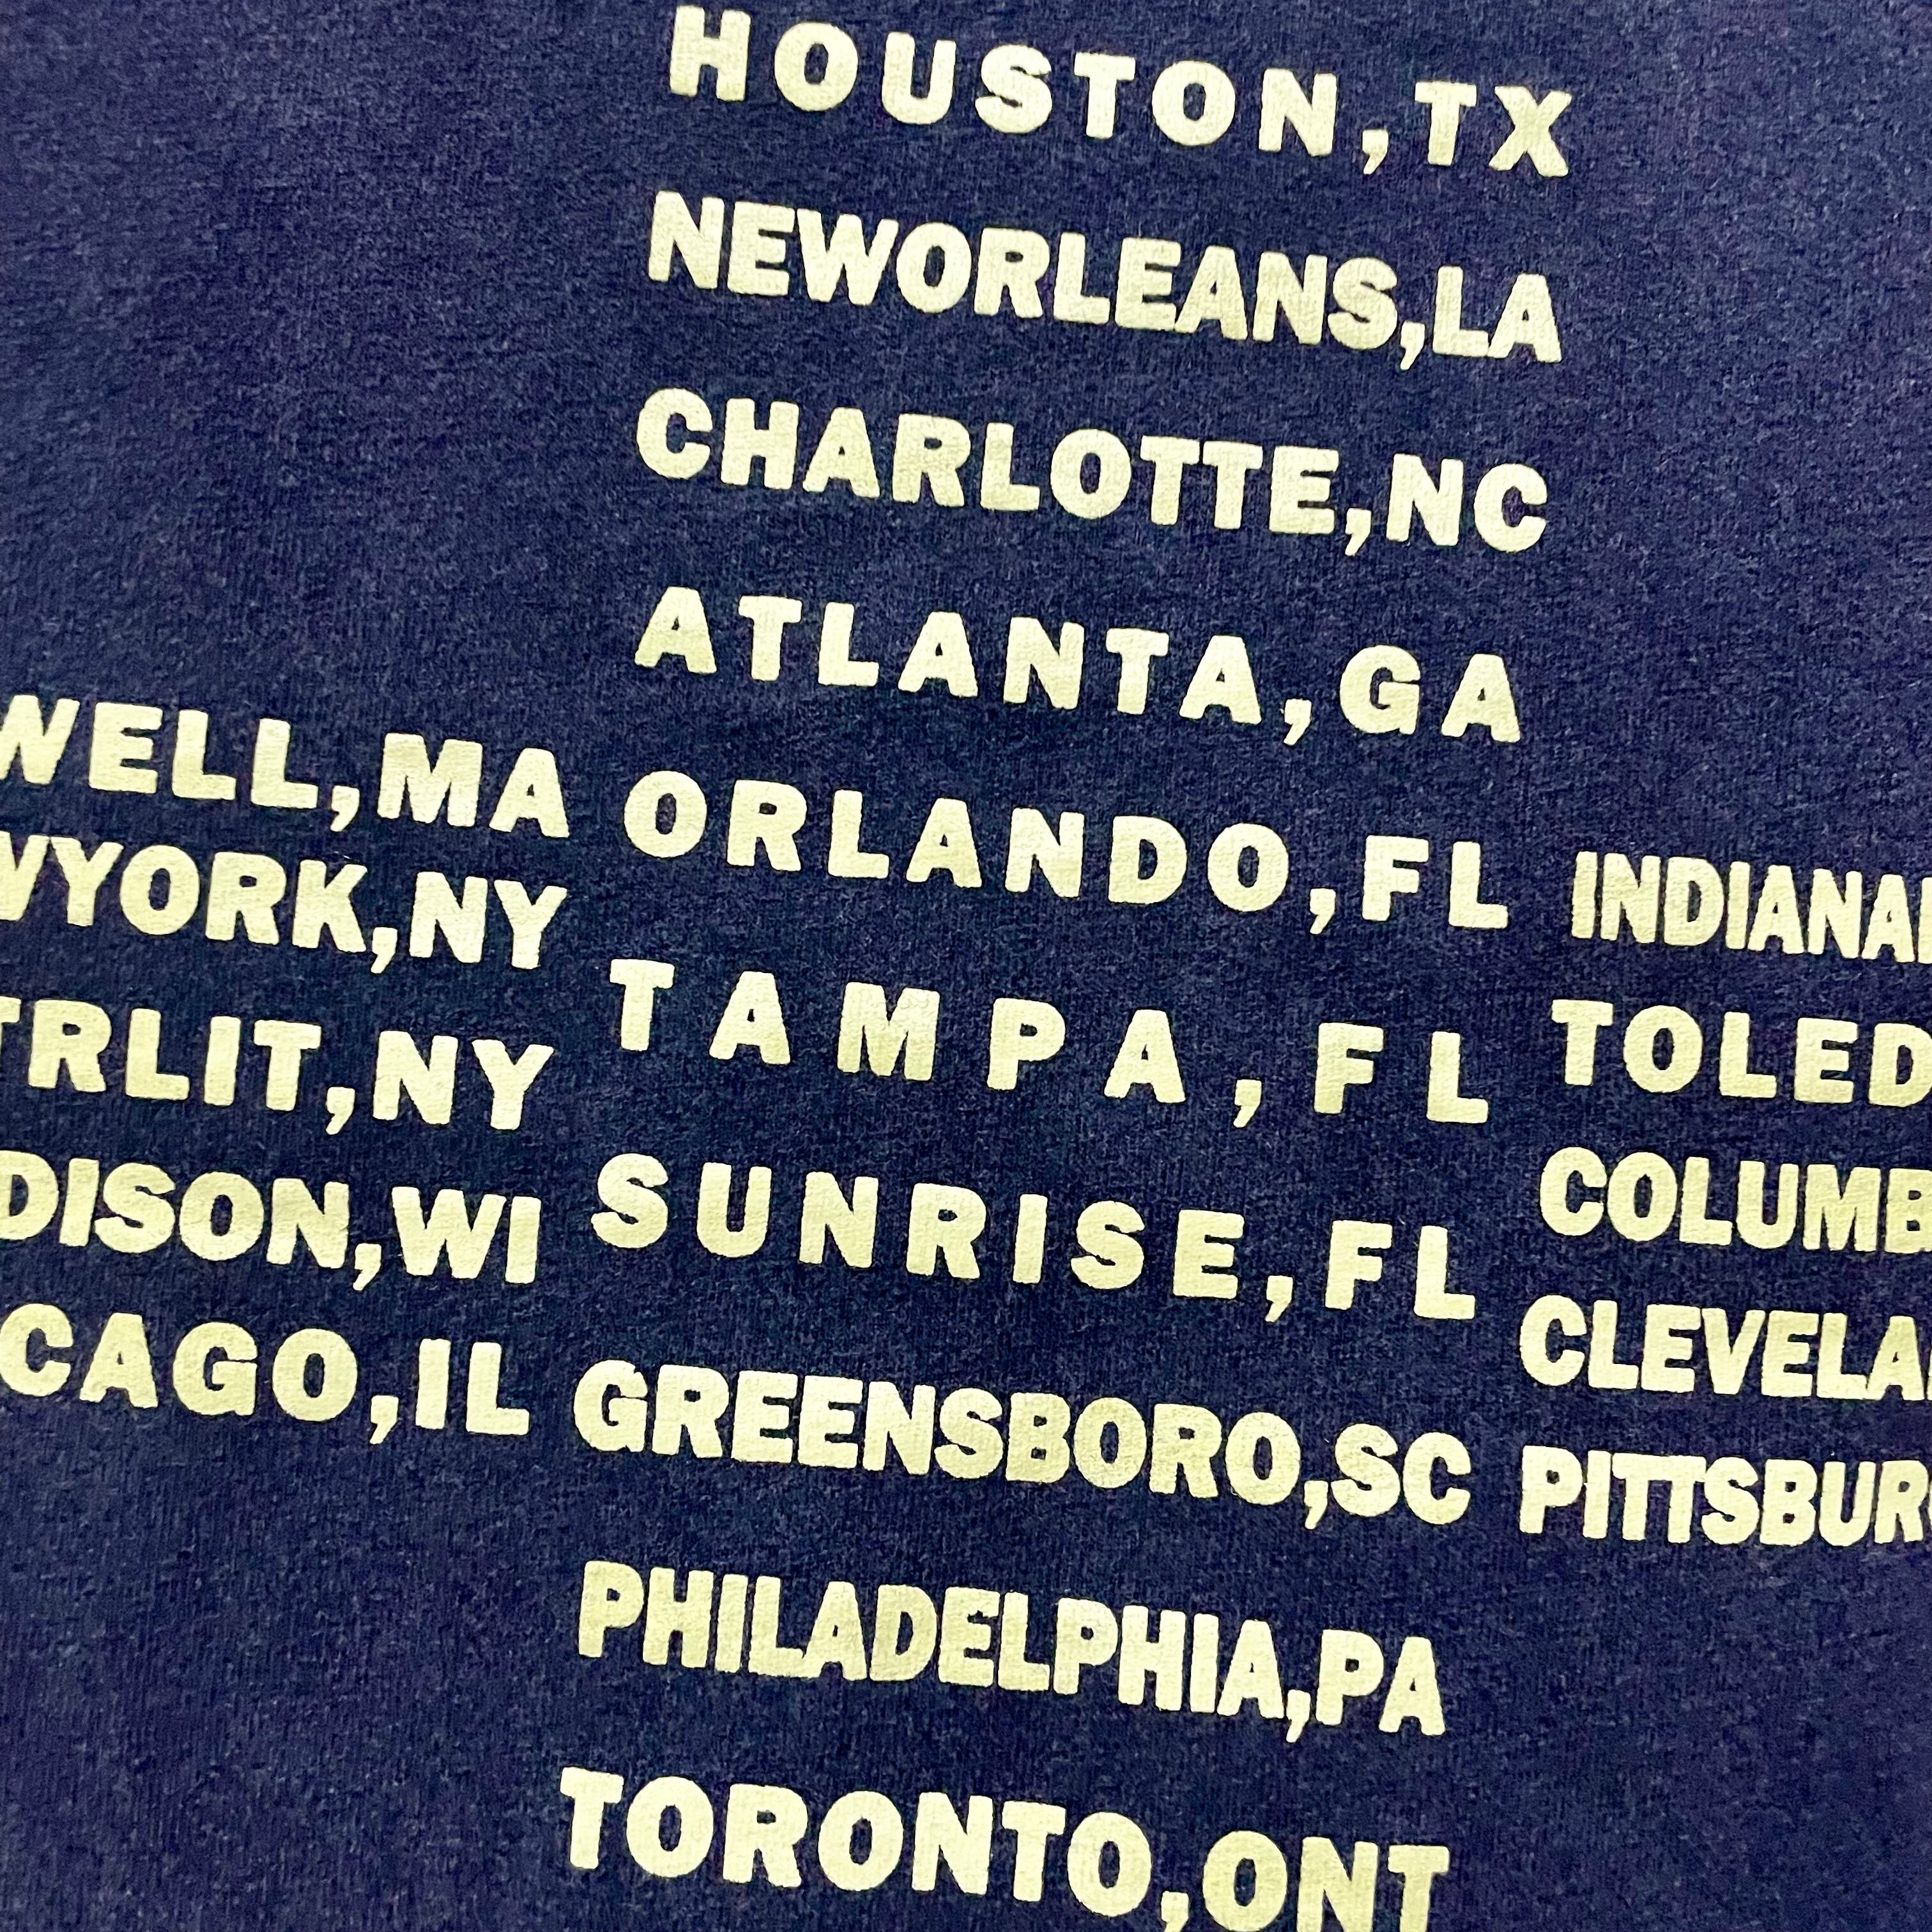 HOUSTON,TX
NEWORLEANS,LA
CHARLOTTE,NC
ATLANTA,GA
WELL,MA ORLANDO,FL INDIANA
WYORK,NY TAMPA,FL TOLED
TRLIT,NY SUNRISE,FL COLUMB
DISON,WI GREENSBORO,SC CLEVELA
CAGO,IL PHILADELPHIA,PA PITTSBUR
TORONTO,ONT